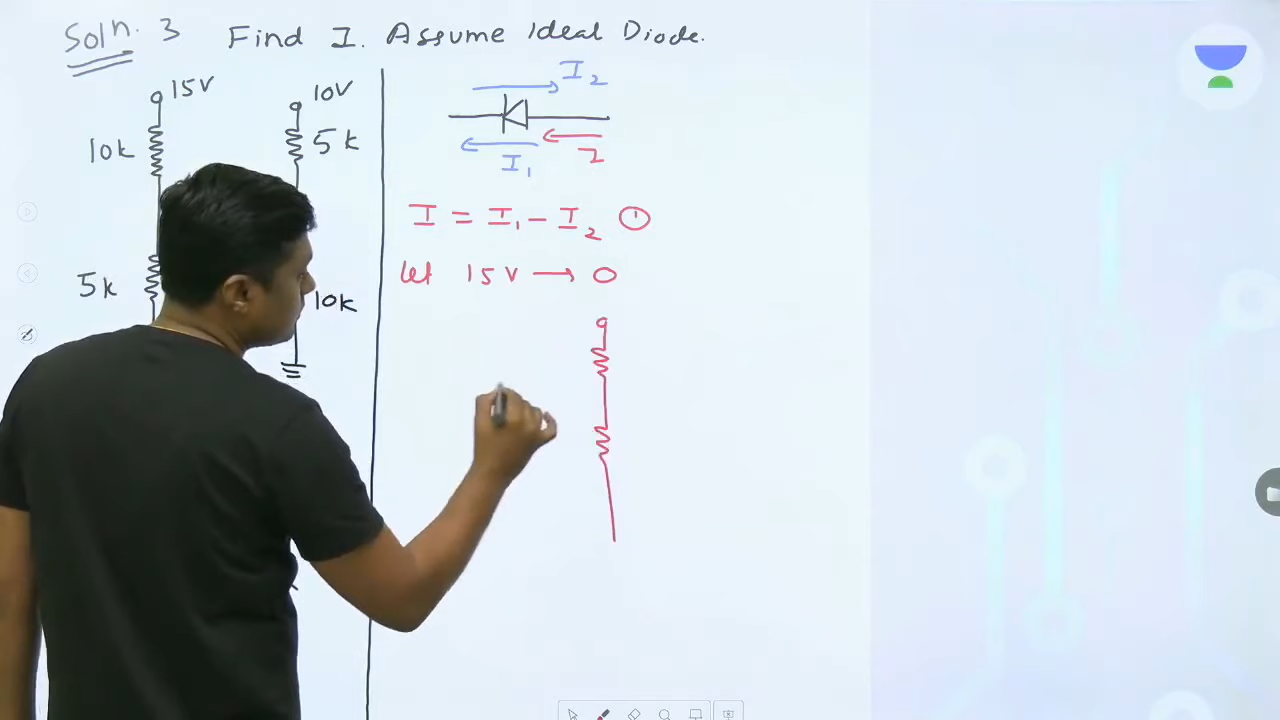 Soln. 3 Find I. Assume Ideal Diode.
15V
10V
10k
5k
5k
10k
I2
I
I1
I = I1 - I2 ①
let 15V → 0